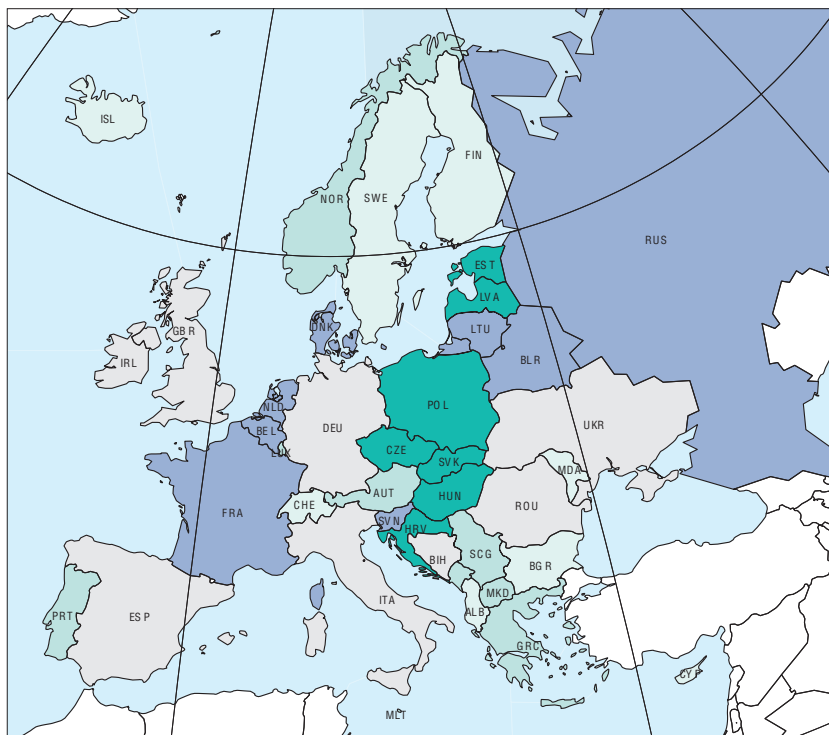 ISL
FIN
NOR
SWE
RUS
EST
LVA
DNK
LTU
GBR
BLR
IRL
NLD
POL
DEU
UKR
BEL
LUX
CZE
SVK
MDA
AUT
HUN
CHE
ROU
FRA
SVN
HRV
BIH
SCG
BGR
MKD
ITA
ALB
PRT
ESP
GRC
CYP
MLT